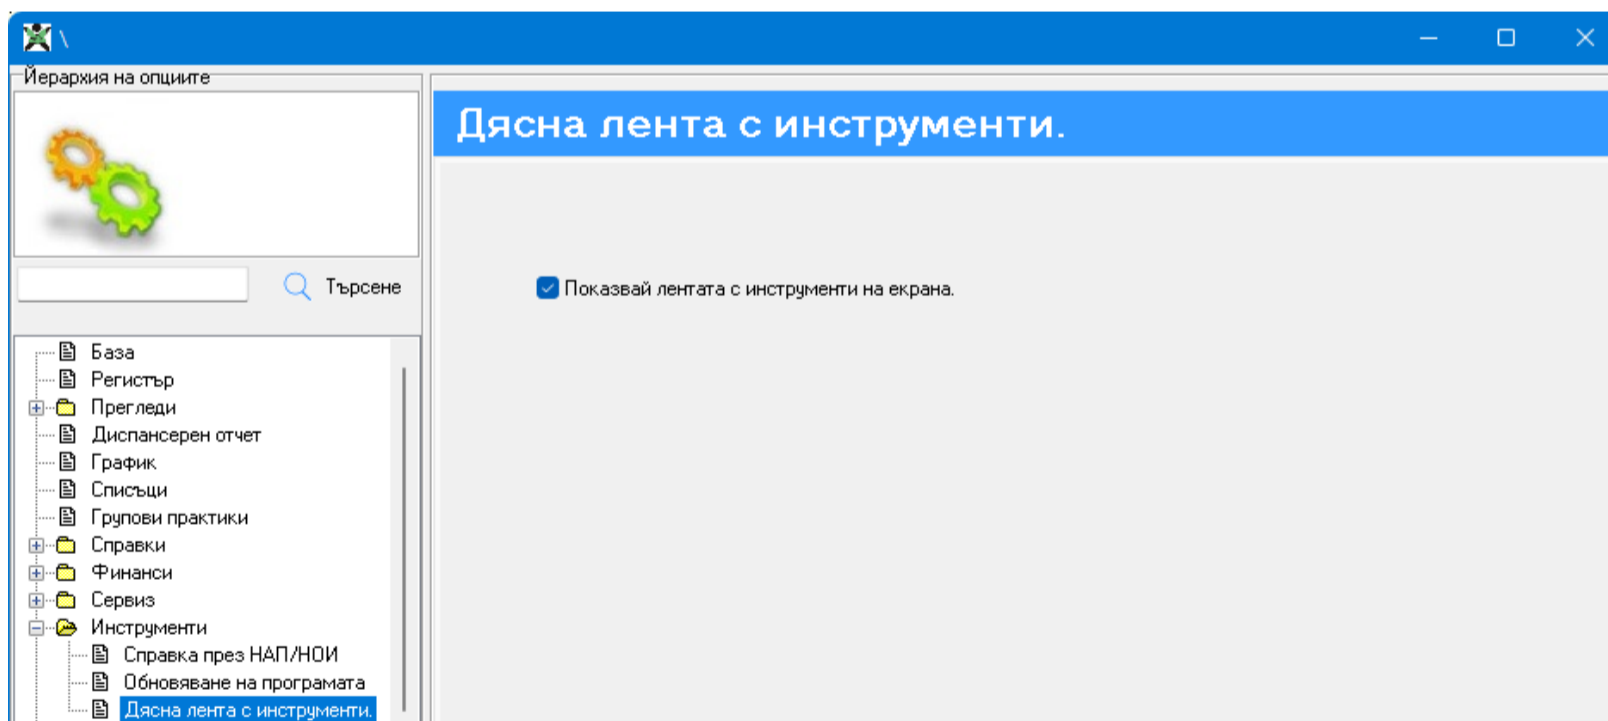 \
Йерархия на опциите
Дясна лента с инструменти.
Търсене
Показвай лентата с инструменти на екрана.
База
Регистър
Прегледи
Диспансерен отчет
График
Списъци
Групови практики
Справки
Финанси
Сервиз
Инструменти
Справка през НАП/НОИ
Обновяване на програмата
Дясна лента с инструменти.